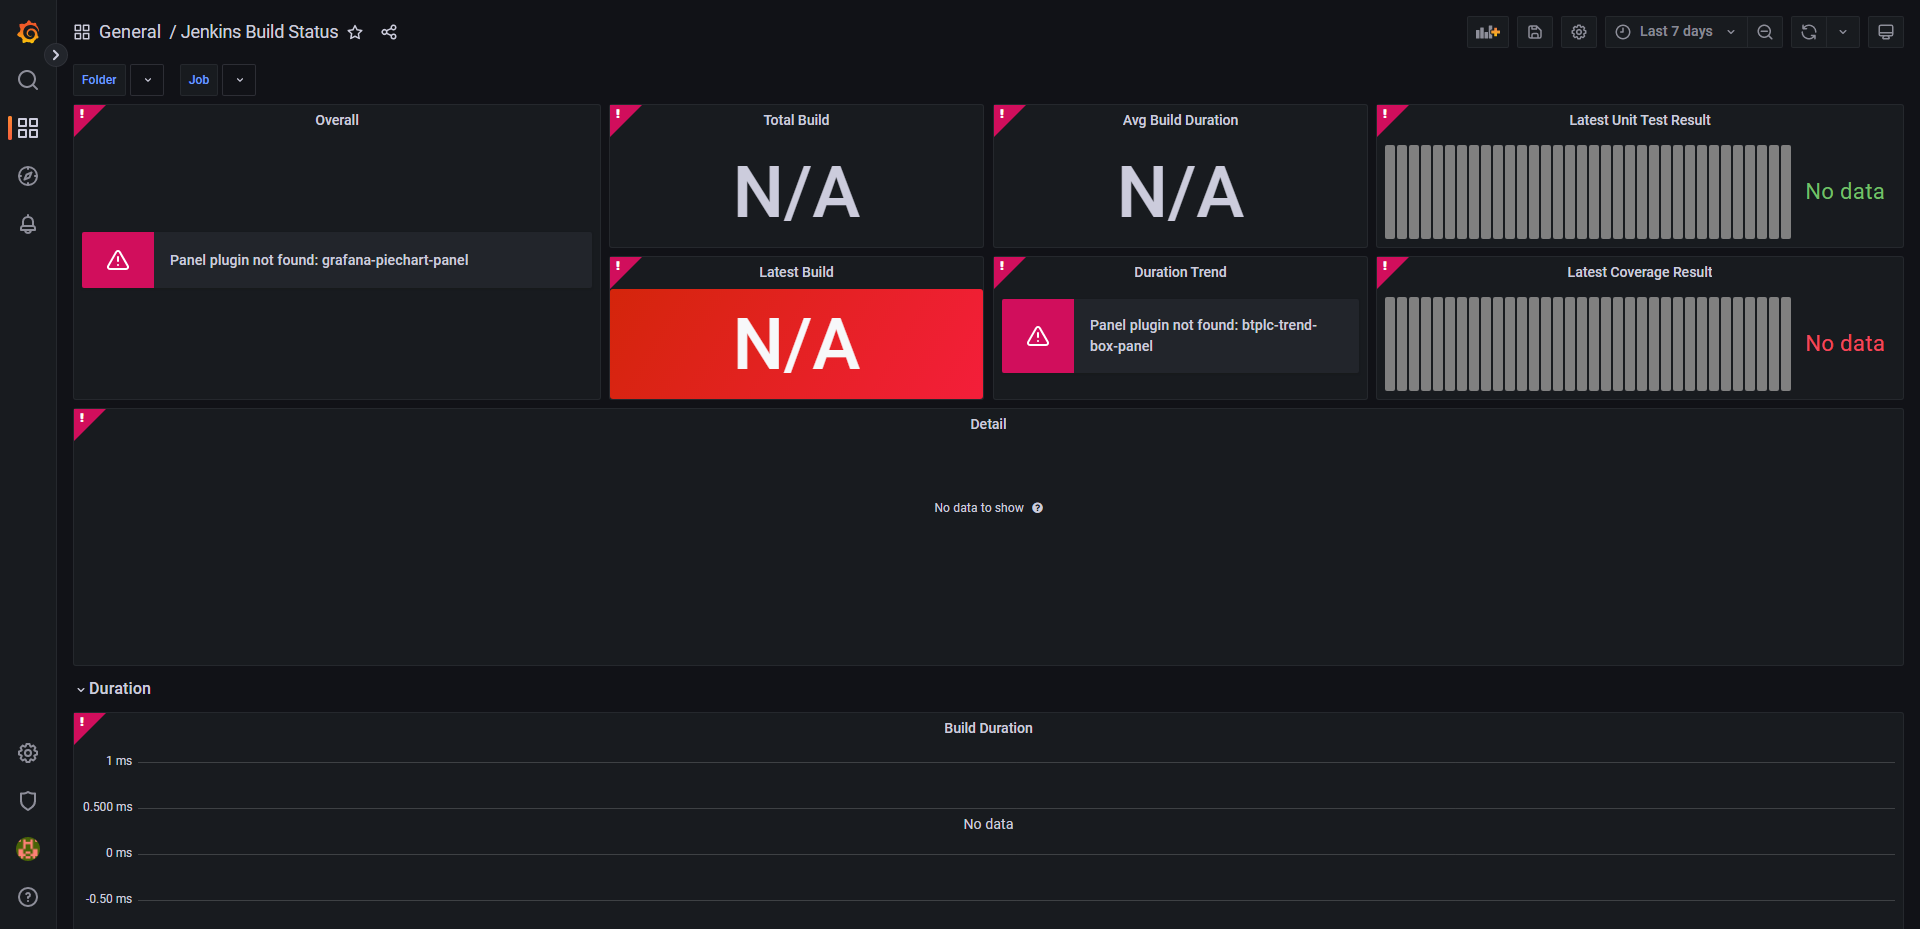 General / Jenkins Build Status
Last 7 days
Folder
Job
!
Overall
Panel plugin not found: grafana-piechart-panel
!
Total Build
N/A
!
Avg Build Duration
N/A
!
Latest Unit Test Result
No data
!
Latest Build
N/A
!
Duration Trend
Panel plugin not found: btplc-trend-
box-panel
!
Latest Coverage Result
No data
!
Detail
No data to show ?
Duration
!
Build Duration
1 ms
0.500 ms
No data
0 ms
-0.50 ms